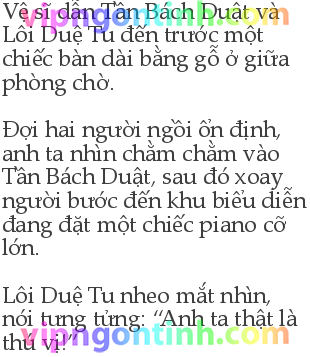 Vệ sĩ dẫn Tần Bách Duật và
Lôi Duệ Tu đến trước một
chiếc bàn dài bằng gỗ ở giữa
phòng chờ.

Đợi hai người ngồi ổn định,
anh ta nhìn chằm chằm vào
Tần Bách Duật, sau đó xoay
người bước đến khu biểu diễn
đang đặt một chiếc piano cỡ
lớn.

Lôi Duệ Tu nheo mắt nhìn,
nói tưng tửng: “Anh ta thật là
thú vị!”
vipngontinh.com
vipngontinh.com
vipngontinh.com